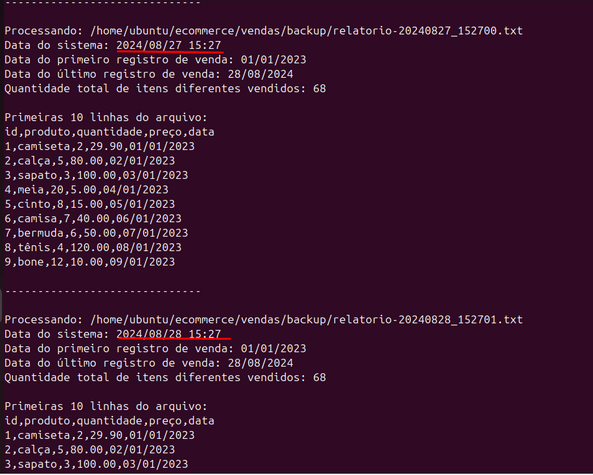 -------------------------------
Processando: /home/ubuntu/ecommerce/vendas/backup/relatorio-20240827_152700.txt
Data do sistema: 2024/08/27 15:27
Data do primeiro registro de venda: 01/01/2023
Data do último registro de venda: 28/08/2024
Quantidade total de itens diferentes vendidos: 68
Primeiras 10 linhas do arquivo:
id,produto,quantidade,preço,data
1,camiseta,2,29.90,01/01/2023
2,calça,5,80.00,02/01/2023
3,sapato,3,100.00,03/01/2023
4,meia,20,5.00,04/01/2023
5,cinto,8,15.00,05/01/2023
6,camisa,7,40.00,06/01/2023
7,bermuda,6,50.00,07/01/2023
8,tênis,4,120.00,08/01/2023
9,bone,12,10.00,09/01/2023
-------------------------------
Processando: /home/ubuntu/ecommerce/vendas/backup/relatorio-20240828_152701.txt
Data do sistema: 2024/08/28 15:27
Data do primeiro registro de venda: 01/01/2023
Data do último registro de venda: 28/08/2024
Quantidade total de itens diferentes vendidos: 68
Primeiras 10 linhas do arquivo:
id,produto,quantidade,preço,data
1,camiseta,2,29.90,01/01/2023
2,calça,5,80.00,02/01/2023
3,sapato,3,100.00,03/01/2023